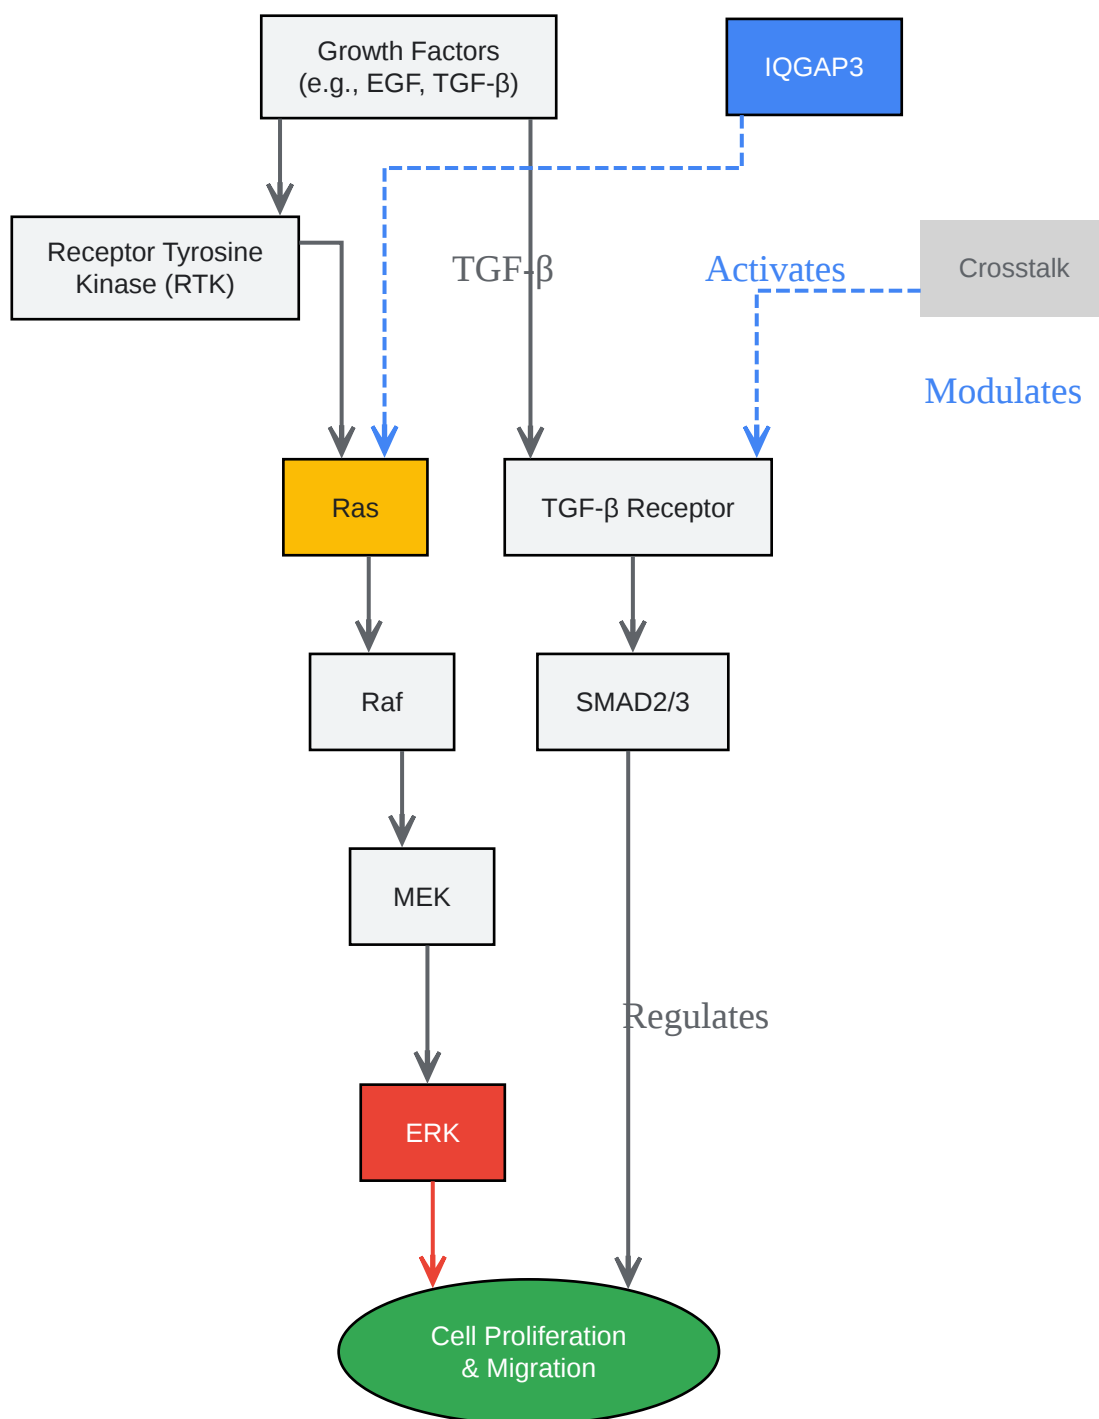 Growth Factors
(e.g., EGF, TGF-β)
IQGAP3
Receptor Tyrosine
Kinase (RTK)
TGF-β
Activates
Crosstalk
Modulates
Ras
TGF-β Receptor
Raf
SMAD2/3
MEK
Regulates
ERK
Cell Proliferation
& Migration